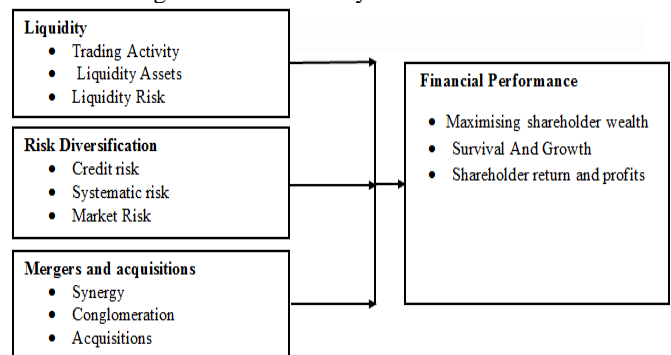 Liquidity
• Trading Activity
• Liquidity Assets
• Liquidity Risk
Risk Diversification
• Credit risk
• Systematic risk
• Market Risk
Mergers and acquisitions
• Synergy
• Conglomeration
• Acquisitions
Financial Performance
• Maximising shareholder wealth
• Survival And Growth
• Shareholder return and profits